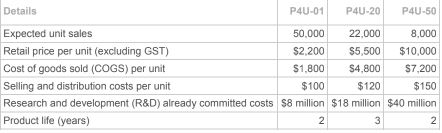 Details P4U-01 P4U-20 P4U-50
Expected unit sales 50,000 22,000 8,000
Retail price per unit (excluding GST) $2,200 $5,500 $10,000
Cost of goods sold (COGS) per unit $1,800 $4,800 $7,200
Selling and distribution costs per unit $100 $120 $150
Research and development (R&D) already committed costs $8 million $18 million $40 million
Product life (years) 2 3 2